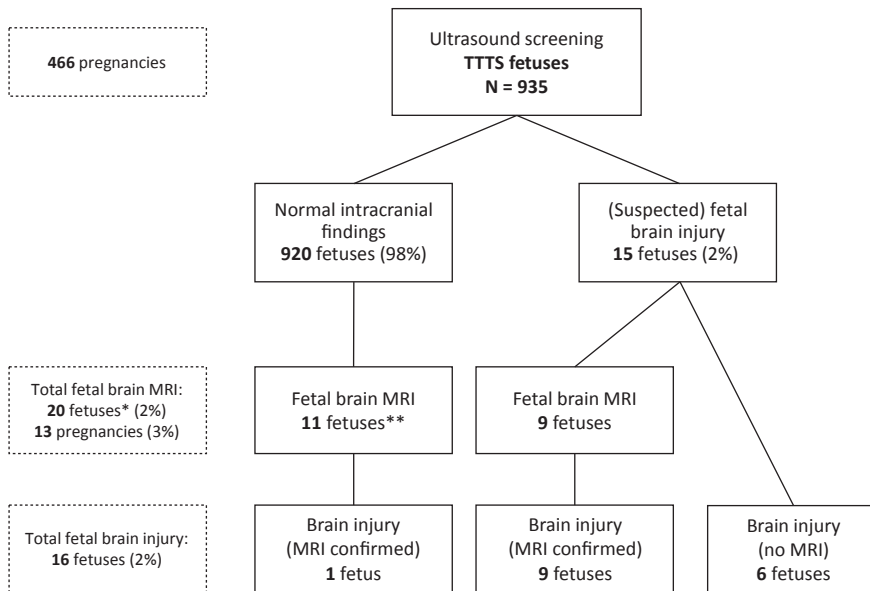 466 pregnancies
Ultrasound screening
TTTS fetuses
N = 935
Normal intracranial
findings
920 fetuses (98%)
(Suspected) fetal
brain injury
15 fetuses (2%)
Total fetal brain MRI:
20 fetuses* (2%)
13 pregnancies (3%)
Fetal brain MRI
11 fetuses**
Fetal brain MRI
9 fetuses
Total fetal brain injury:
16 fetuses (2%)
Brain injury
(MRI confirmed)
1 fetus
Brain injury
(MRI confirmed)
9 fetuses
Brain injury
(no MRI)
6 fetuses